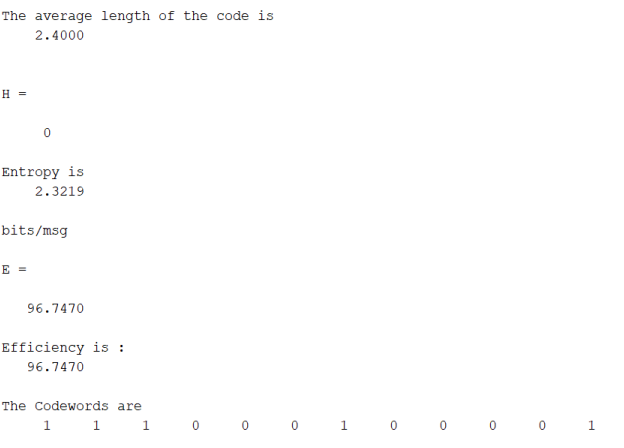 The average length of the code is
2.4000
H =
0
Entropy is
2.3219
bits/msg
E =
96.7470
Efficiency is :
96.7470
The Codewords are
1 1 1 0 0 0 1 0 0 0 0 1